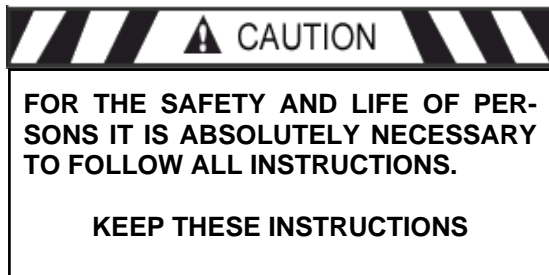 CAUTION
FOR THE SAFETY AND LIFE OF PER-
SONS IT IS ABSOLUTELY NECESSARY
TO FOLLOW ALL INSTRUCTIONS.
KEEP THESE INSTRUCTIONS